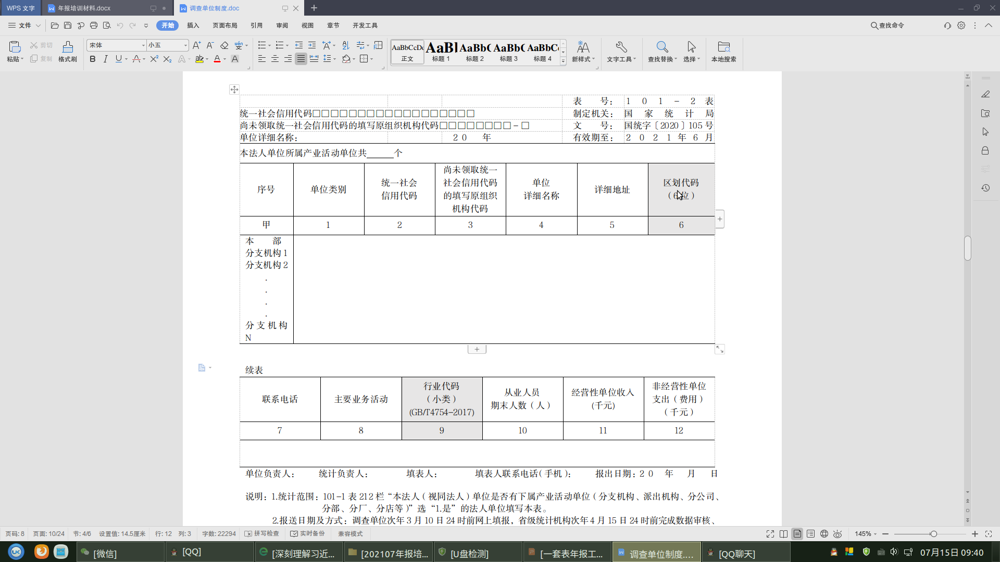 WPS 文字
年报培训材料.docx
调查单位制度.doc
文件
开始
插入
页面布局
引用
审阅
视图
章节
开发工具
查找命令
粘贴
剪切
复制
格式刷
宋体
小五
AaBbCcDd
正文
AaBl
标题 1
AaBbC
标题 2
AaBbC
标题 3
AaBbC
标题 4
新样式
文字工具
查找替换
选择
本地搜索
表 号： 1 0 1 - 2 表
统一社会信用代码□□□□□□□□□□□□□□□□□□ 制定机关： 国 家 统 计 局
尚未领取统一社会信用代码的填写原组织机构代码□□□□□□□□-□ 文 号： 国统字〔2020〕105号
单位详细名称： 20 年 有效期至： 2 0 2 1 年 6 月
本法人单位所属产业活动单位共______个
序号
单位类别
统一社会
信用代码
尚未领取统一
社会信用代码
的填写原组织
机构代码
单位
详细名称
详细地址
区划代码
（6位）
甲 1 2 3 4 5 6
本 部
分支机构1
分支机构2
.
.
.
.
分支机构
N
续表
联系电话
主要业务活动
行业代码
（小类）
(GB/T4754-2017)
从业人员
期末人数（人）
经营性单位收入
(千元)
非经营性单位
支出（费用）
（千元）
7 8 9 10 11 12
单位负责人： 统计负责人： 填表人： 填表人联系电话(手机)： 报出日期：20 年 月 日
说明：1.统计范围：101-1表212栏“本法人（视同法人）单位是否有下属产业活动单位（分支机构、派出机构、分公司、
分部、分厂、分店等）”选“1.是”的法人单位填写本表。
2.报送日期及方式：调查单位次年3月10日24时前网上填报，省级统计机构次年4月15日24时前完成数据审核、
页码: 8
页面: 10/24
节: 4/6
设置值: 14.5厘米
行: 12
列: 3
字数: 22294
拼写检查
实时备份
兼容模式
145%
[微信]
[QQ]
[深刻理解习近...
[202107年报培...
[U盘检测]
[一套表年报工...
调查单位制度....
[QQ聊天]
07月15日 09:40